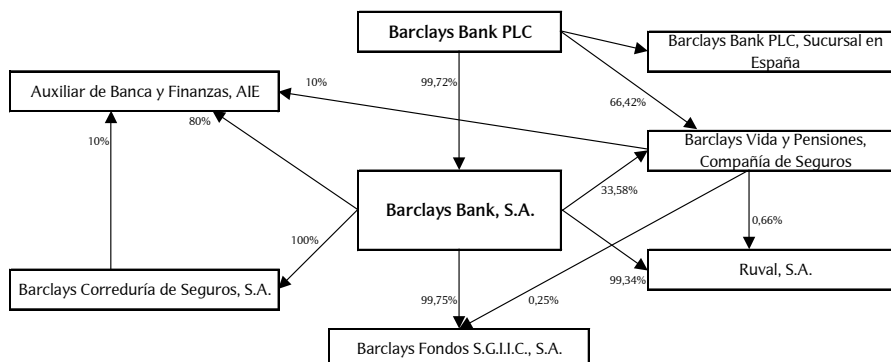 Barclays Bank PLC
Barclays Bank PLC, Sucursal en
España
99,72%
10%
Auxiliar de Banca y Finanzas, AIE
66,42%
80%
10%
Barclays Vida y Pensiones,
Compañía de Seguros
33,58%
Barclays Bank, S.A.
0,66%
100%
99,34%
Ruval, S.A.
Barclays Correduría de Seguros, S.A.
99,75%
0,25%
Barclays Fondos S.G.I.I.C., S.A.